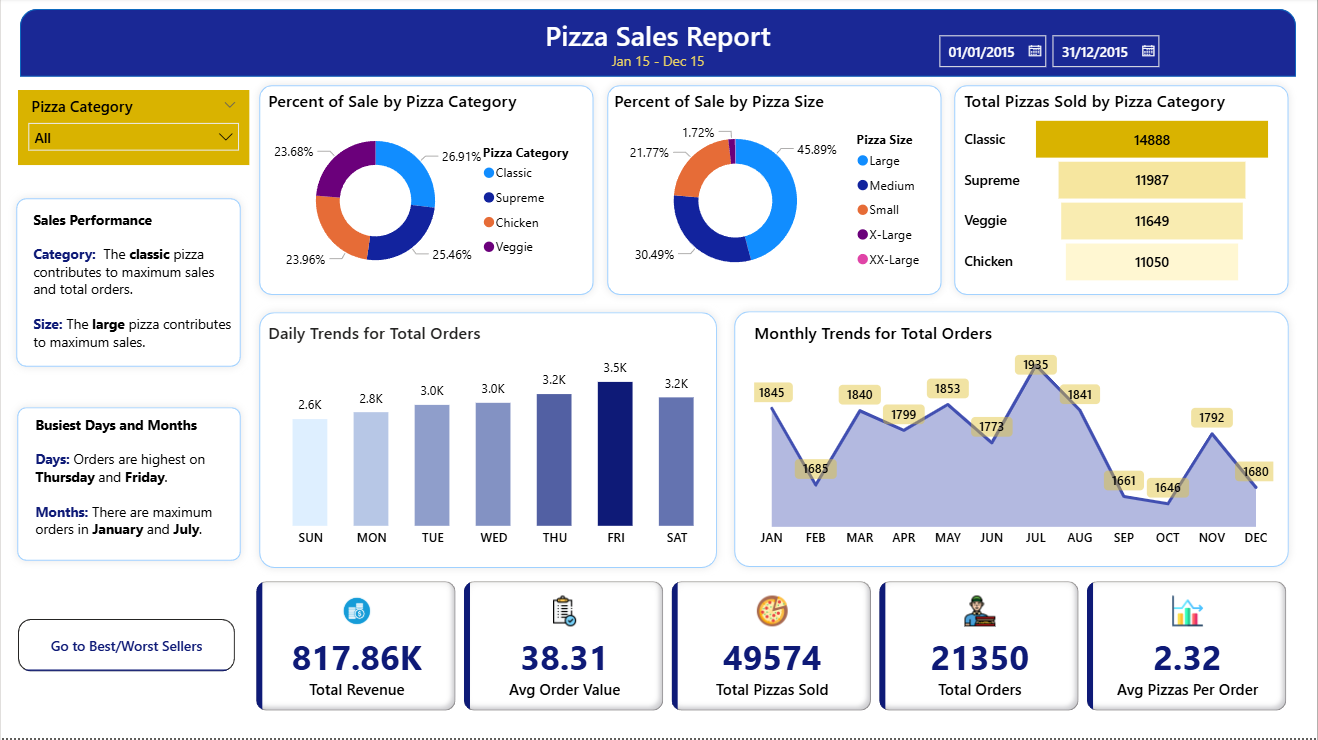 Pizza Sales Report
Jan 15 - Dec 15
01/01/2015
31/12/2015
Pizza Category
All
Sales Performance
Category: The classic pizza
contributes to maximum sales
and total orders.
Size: The large pizza contributes
to maximum sales.
Busiest Days and Months
Days: Orders are highest on
Thursday and Friday.
Months: There are maximum
orders in January and July.
Go to Best/Worst Sellers
Percent of Sale by Pizza Category
23.68%
26.91%
23.96%
25.46%
Pizza Category
Classic
Supreme
Chicken
Veggie
Percent of Sale by Pizza Size
1.72%
21.77%
45.89%
30.49%
Pizza Size
Large
Medium
Small
X-Large
XX-Large
Total Pizzas Sold by Pizza Category
Classic 14888
Supreme 11987
Veggie 11649
Chicken 11050
Daily Trends for Total Orders
2.6K 2.8K 3.0K 3.0K 3.2K 3.5K 3.2K
SUN MON TUE WED THU FRI SAT
Monthly Trends for Total Orders
1845 1685 1840 1799 1853 1773 1935 1841 1661 1646 1792 1680
JAN FEB MAR APR MAY JUN JUL AUG SEP OCT NOV DEC
817.86K
Total Revenue
38.31
Avg Order Value
49574
Total Pizzas Sold
21350
Total Orders
2.32
Avg Pizzas Per Order